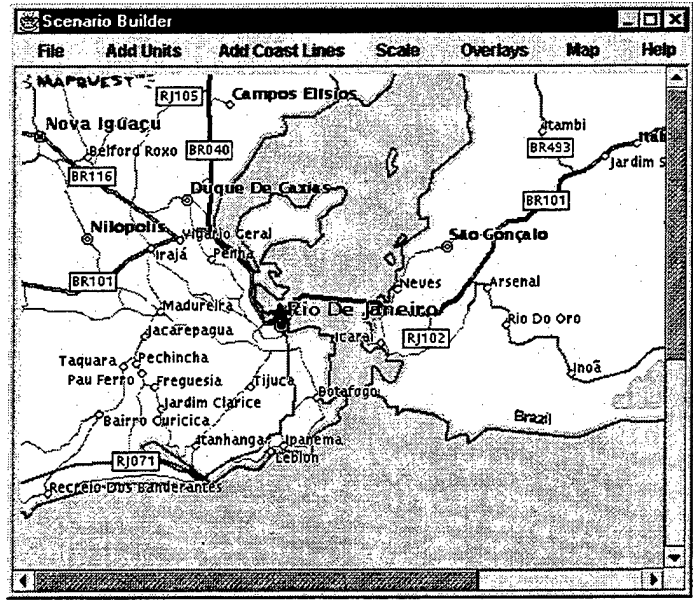 Scenario Builder
File Add Units Add Coast Lines Scale Overlays Map Help
MAPQUEST
RJ105
Campos Elisios
Nova Iguaçu
Itambi
Itab
Belford Roxo
BR040
BR493
Jardim S
BR116
Duque De Caxias
BR101
Nilopolis
Vigario Geral
São Gonçalo
Irajá
Penha
BR101
Neves
Arsenal
Madureira
Rio De Janeiro
Rio Do Oro
Jacarepagua
Icarai
RJ102
Taquara
Pechincha
Inoã
Pau Ferro
Freguesia
Tijuca
Botafogo
Jardim Clarice
Bairro Curicica
Brazil
Itanhanga
Ipanema
Leblon
RJ071
Recreio Dos Banderantes